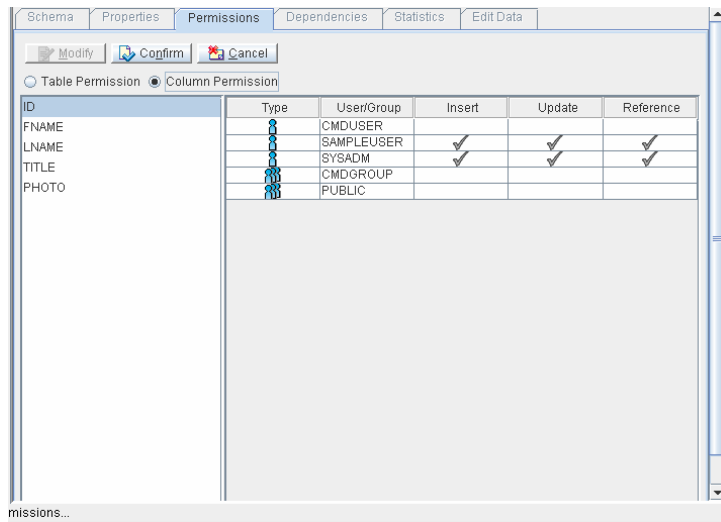 Schema Properties Permissions Dependencies Statistics Edit Data
Modify Confirm Cancel
Table Permission Column Permission
ID
FNAME
LNAME
TITLE
PHOTO
Type User/Group Insert Update Reference
CMDUSER
SAMPLEUSER
SYSADM
CMDGROUP
PUBLIC
missions...